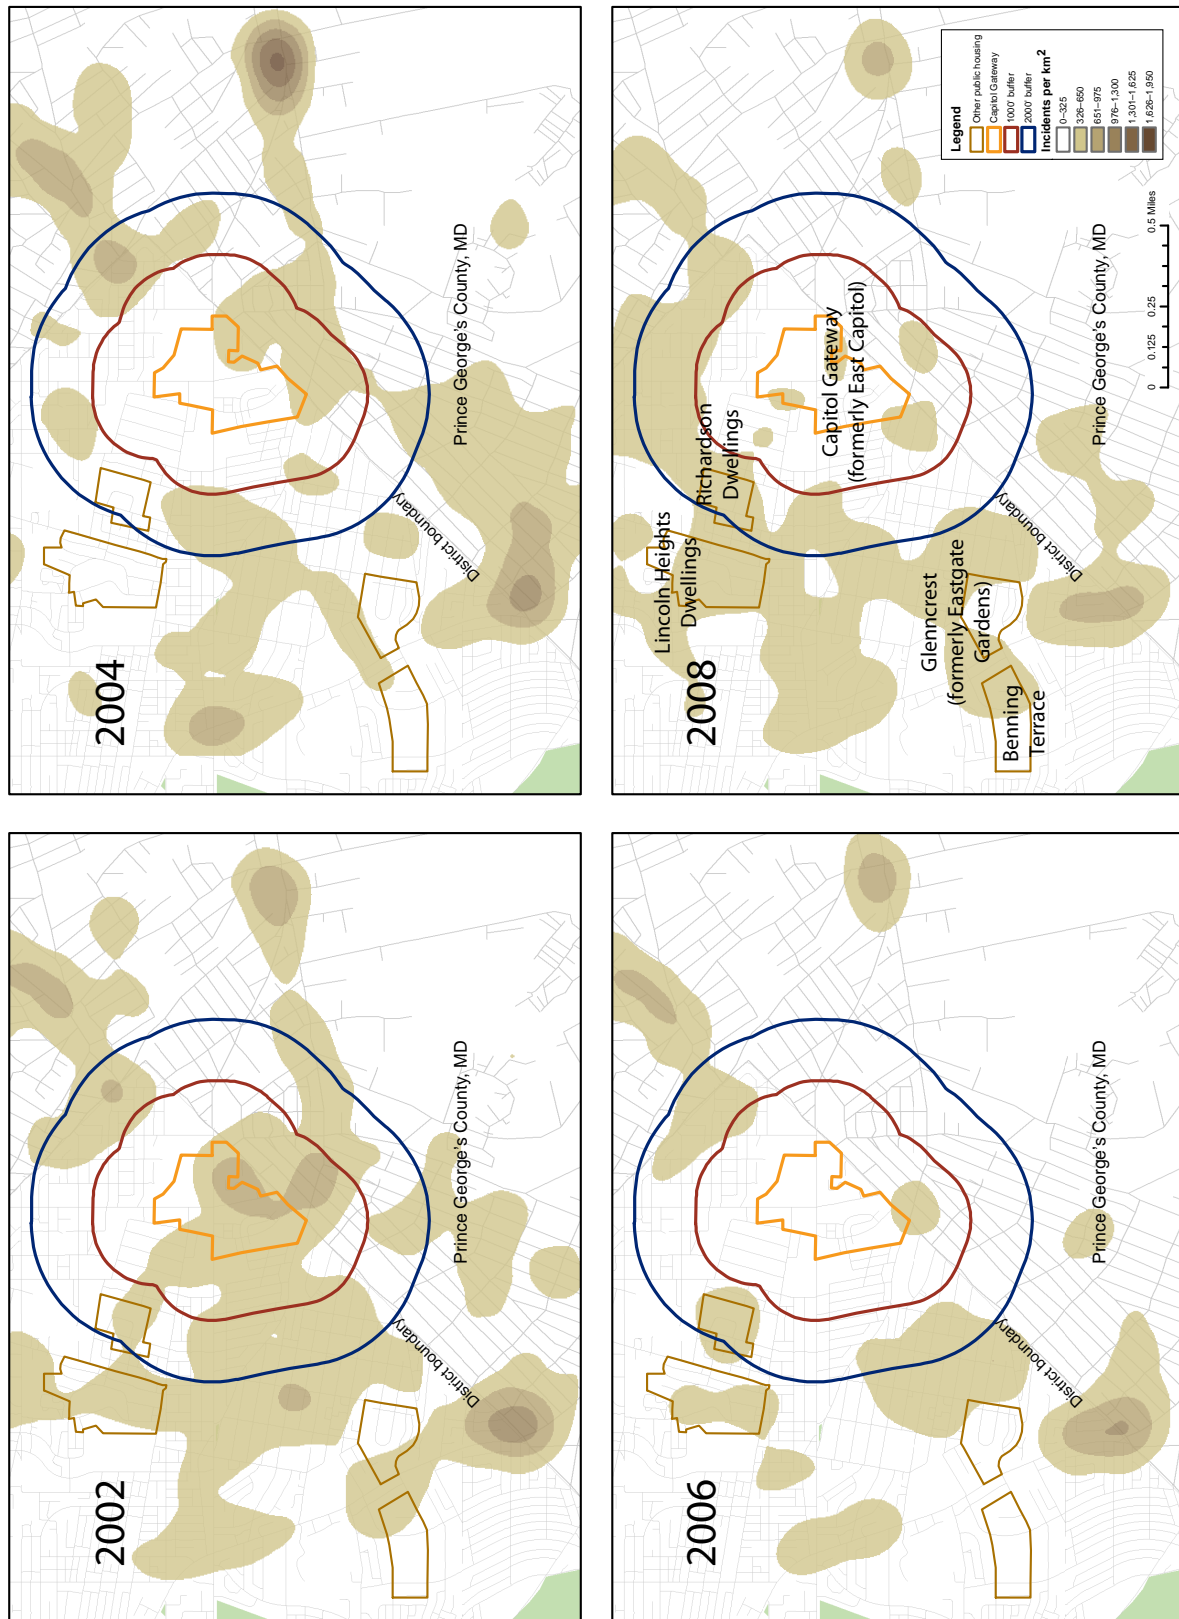 2002
Prince George's County, MD
District boundary
2004
Prince George's County, MD
District boundary
2006
Prince George's County, MD
District boundary
2008
Lincoln Heights
Dwellings
Richardson
Dwellings
Capitol Gateway
(formerly East Capitol)
Glenncrest
(formerly Eastgate
Gardens)
Benning
Terrace
District boundary
Prince George's County, MD
Legend
Other public housing
Capitol Gateway
1000' buffer
2000' buffer
Incidents per km2
0–325
326–650
651–975
976–1,300
1,301–1,625
1,626–1,950
0 0.125 0.25 0.5 Miles